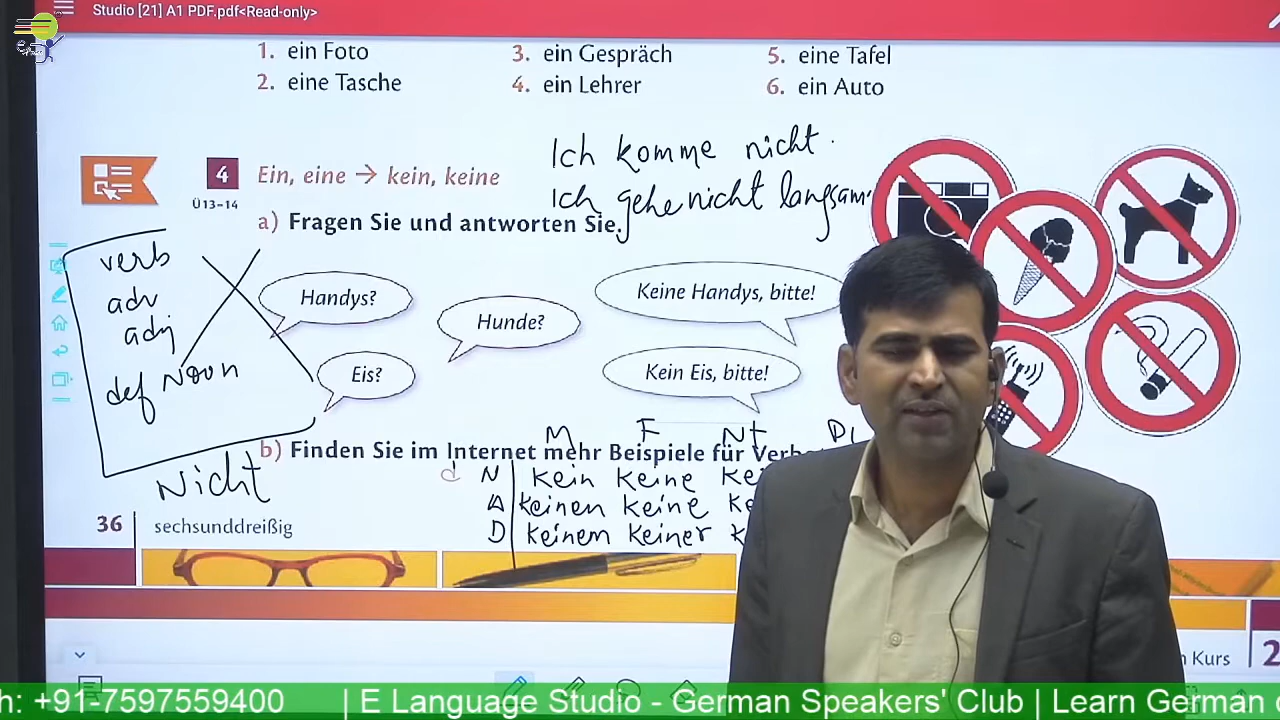 Studio [21] A1 PDF.pdf<Read-only>
1. ein Foto
3. ein Gespräch
5. eine Tafel
2. eine Tasche
4. ein Lehrer
6. ein Auto
Ich komme nicht.
Ich gehe nicht langsam.
4
Ein, eine → kein, keine
Ü13–14
a) Fragen Sie und antworten Sie.
verb
adv
adj
def Noon
Nicht
Handys?
Hunde?
Eis?
Keine Handys, bitte!
Kein Eis, bitte!
M F Nt Pl
b) Finden Sie im Internet mehr Beispiele für
N Kein Keine
A Keinen Keine
D Keinem Keiner
36
sechsunddreißig
Kurs
2
h: +91-7597559400 | E Language Studio - German Speakers' Club | Learn German